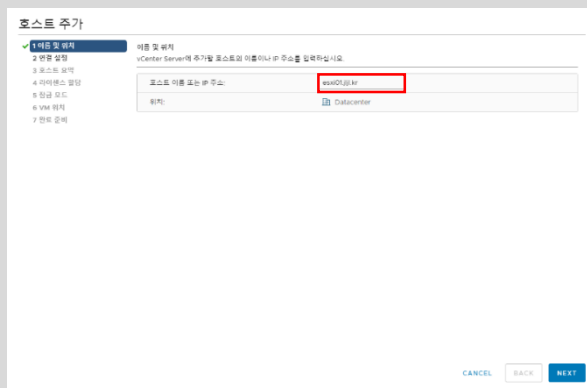 호스트 추가
1 이름 및 위치
2 연결 설정
3 호스트 요약
4 라이센스 할당
5 잠금 모드
6 VM 위치
7 완료 준비
이름 및 위치
vCenter Server에 추가할 호스트의 이름이나 IP 주소를 입력하십시오.
호스트 이름 또는 IP 주소:
위치:
Datacenter
CANCEL
BACK
NEXT